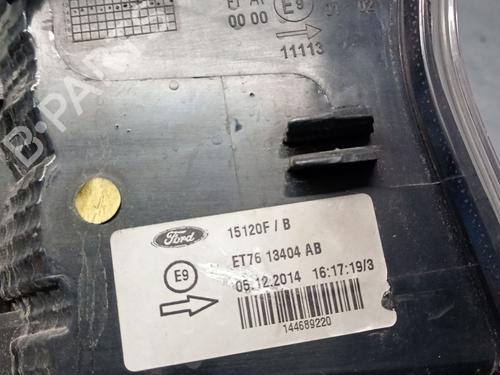 00 00
E9
11113
02
B-PARTS
Ford
15120F / B
ET76 13404 AB
E9
05.12.2014 16:17:19/3
144689220